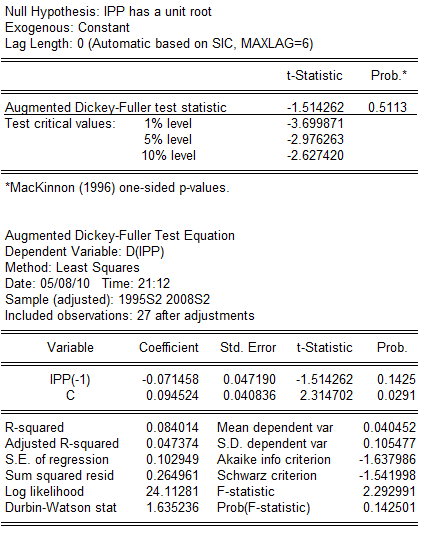 Null Hypothesis: IPP has a unit root
Exogenous: Constant
Lag Length: 0 (Automatic based on SIC, MAXLAG=6)
t-Statistic Prob.*
Augmented Dickey-Fuller test statistic -1.514262 0.5113
Test critical values: 1% level -3.699871
5% level -2.976263
10% level -2.627420
*MacKinnon (1996) one-sided p-values.
Augmented Dickey-Fuller Test Equation
Dependent Variable: D(IPP)
Method: Least Squares
Date: 05/08/10 Time: 21:12
Sample (adjusted): 1995S2 2008S2
Included observations: 27 after adjustments
Variable Coefficient Std. Error t-Statistic Prob.
IPP(-1) -0.071458 0.047190 -1.514262 0.1425
C 0.094524 0.040836 2.314702 0.0291
R-squared 0.084014 Mean dependent var 0.040452
Adjusted R-squared 0.047374 S.D. dependent var 0.105477
S.E. of regression 0.102949 Akaike info criterion -1.637986
Sum squared resid 0.264961 Schwarz criterion -1.541998
Log likelihood 24.11281 F-statistic 2.292991
Durbin-Watson stat 1.635236 Prob(F-statistic) 0.142501